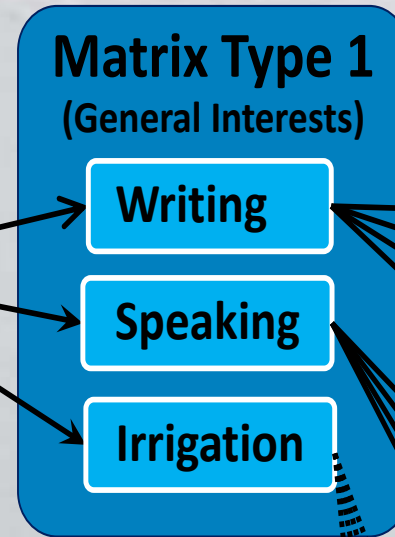 Matrix Type 1
(General Interests)
Writing
Speaking
Irrigation